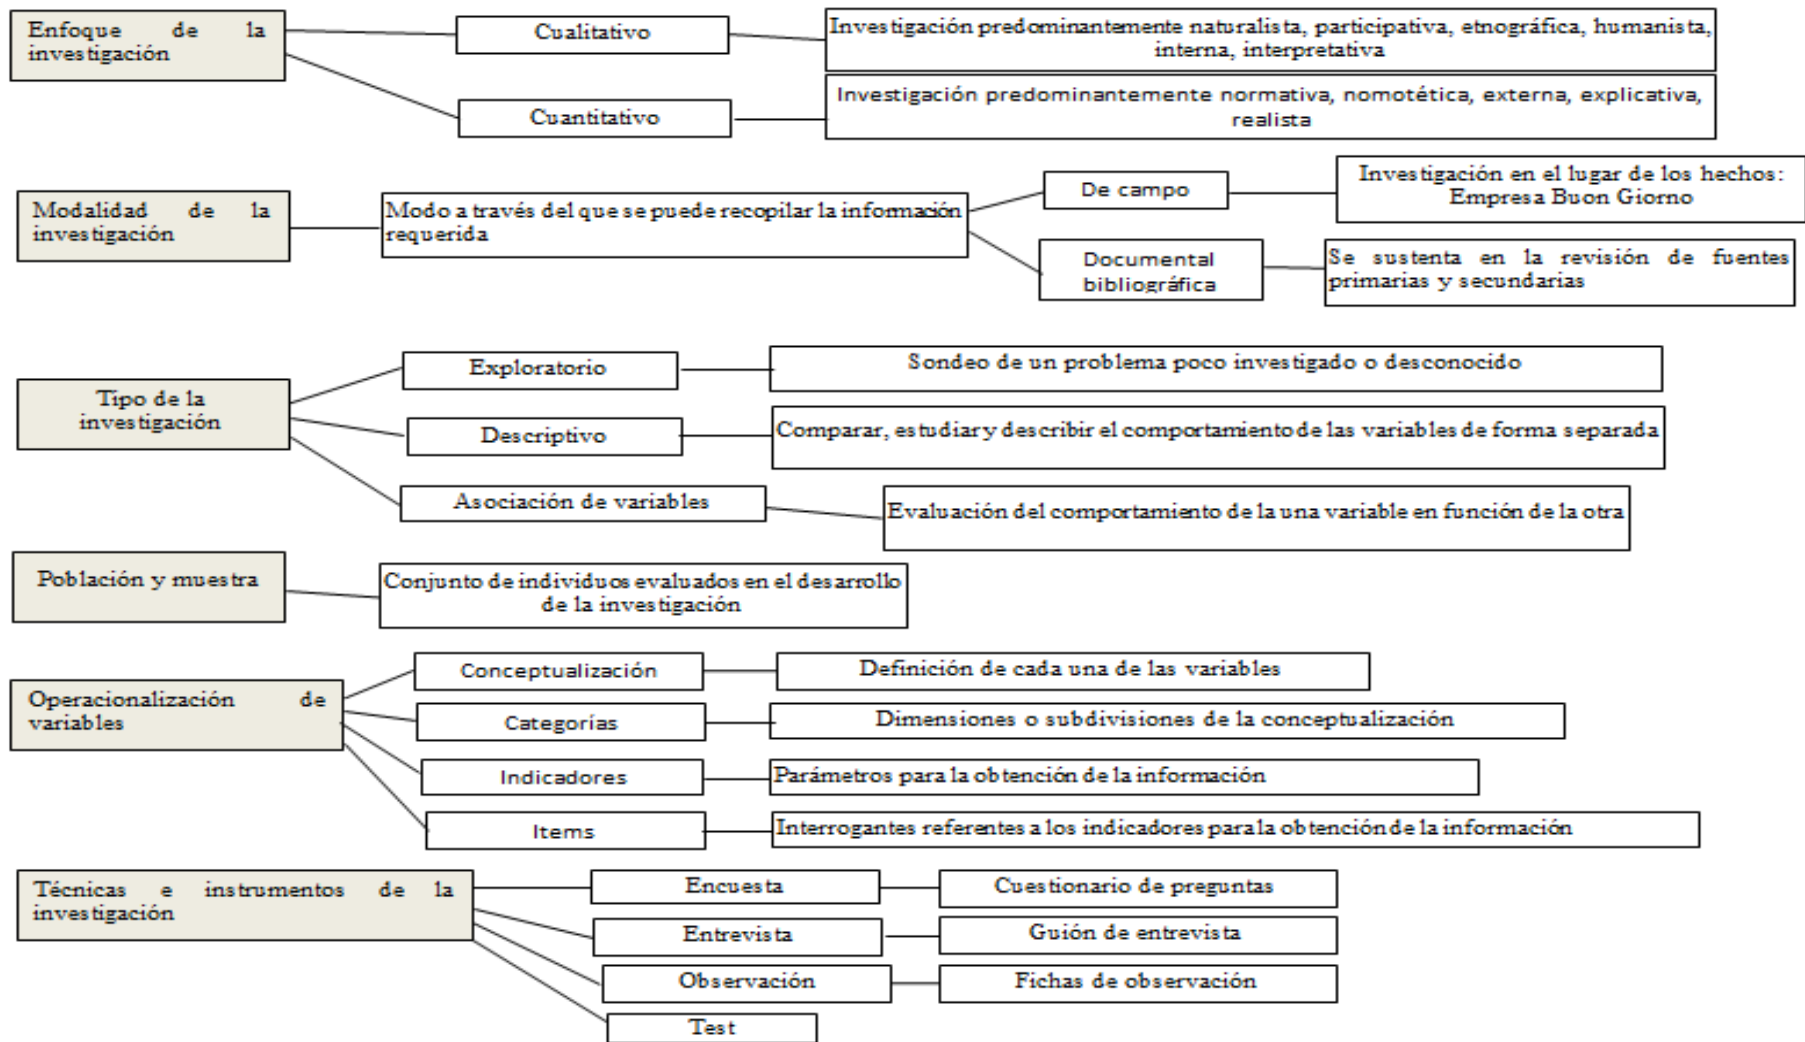 Enfoque de la
investigación
Cualitativo
Investigación predominantemente naturalista, participativa, etnográfica, humanista,
interna, interpretativa
Cuantitativo
Investigación predominantemente normativa, nomotética, externa, explicativa,
realista
Modalidad de la
investigación
Modo a través del que se puede recopilar la información
requerida
De campo
Investigación en el lugar de los hechos:
Empresa Buon Giorno
Documental
bibliográfica
Se sustenta en la revisión de fuentes
primarias y secundarias
Tipo de la
investigación
Exploratorio
Sondeo de un problema poco investigado o desconocido
Descriptivo
Comparar, estudiar y describir el comportamiento de las variables de forma separada
Asociación de variables
Evaluación del comportamiento de la una variable en función de la otra
Población y muestra
Conjunto de individuos evaluados en el desarrollo
de la investigación
Operacionalización de
variables
Conceptualización
Definición de cada una de las variables
Categorías
Dimensiones o subdivisiones de la conceptualización
Indicadores
Parámetros para la obtención de la información
Items
Interrogantes referentes a los indicadores para la obtención de la información
Técnicas e instrumentos de la
investigación
Encuesta
Cuestionario de preguntas
Entrevista
Guión de entrevista
Observación
Fichas de observación
Test